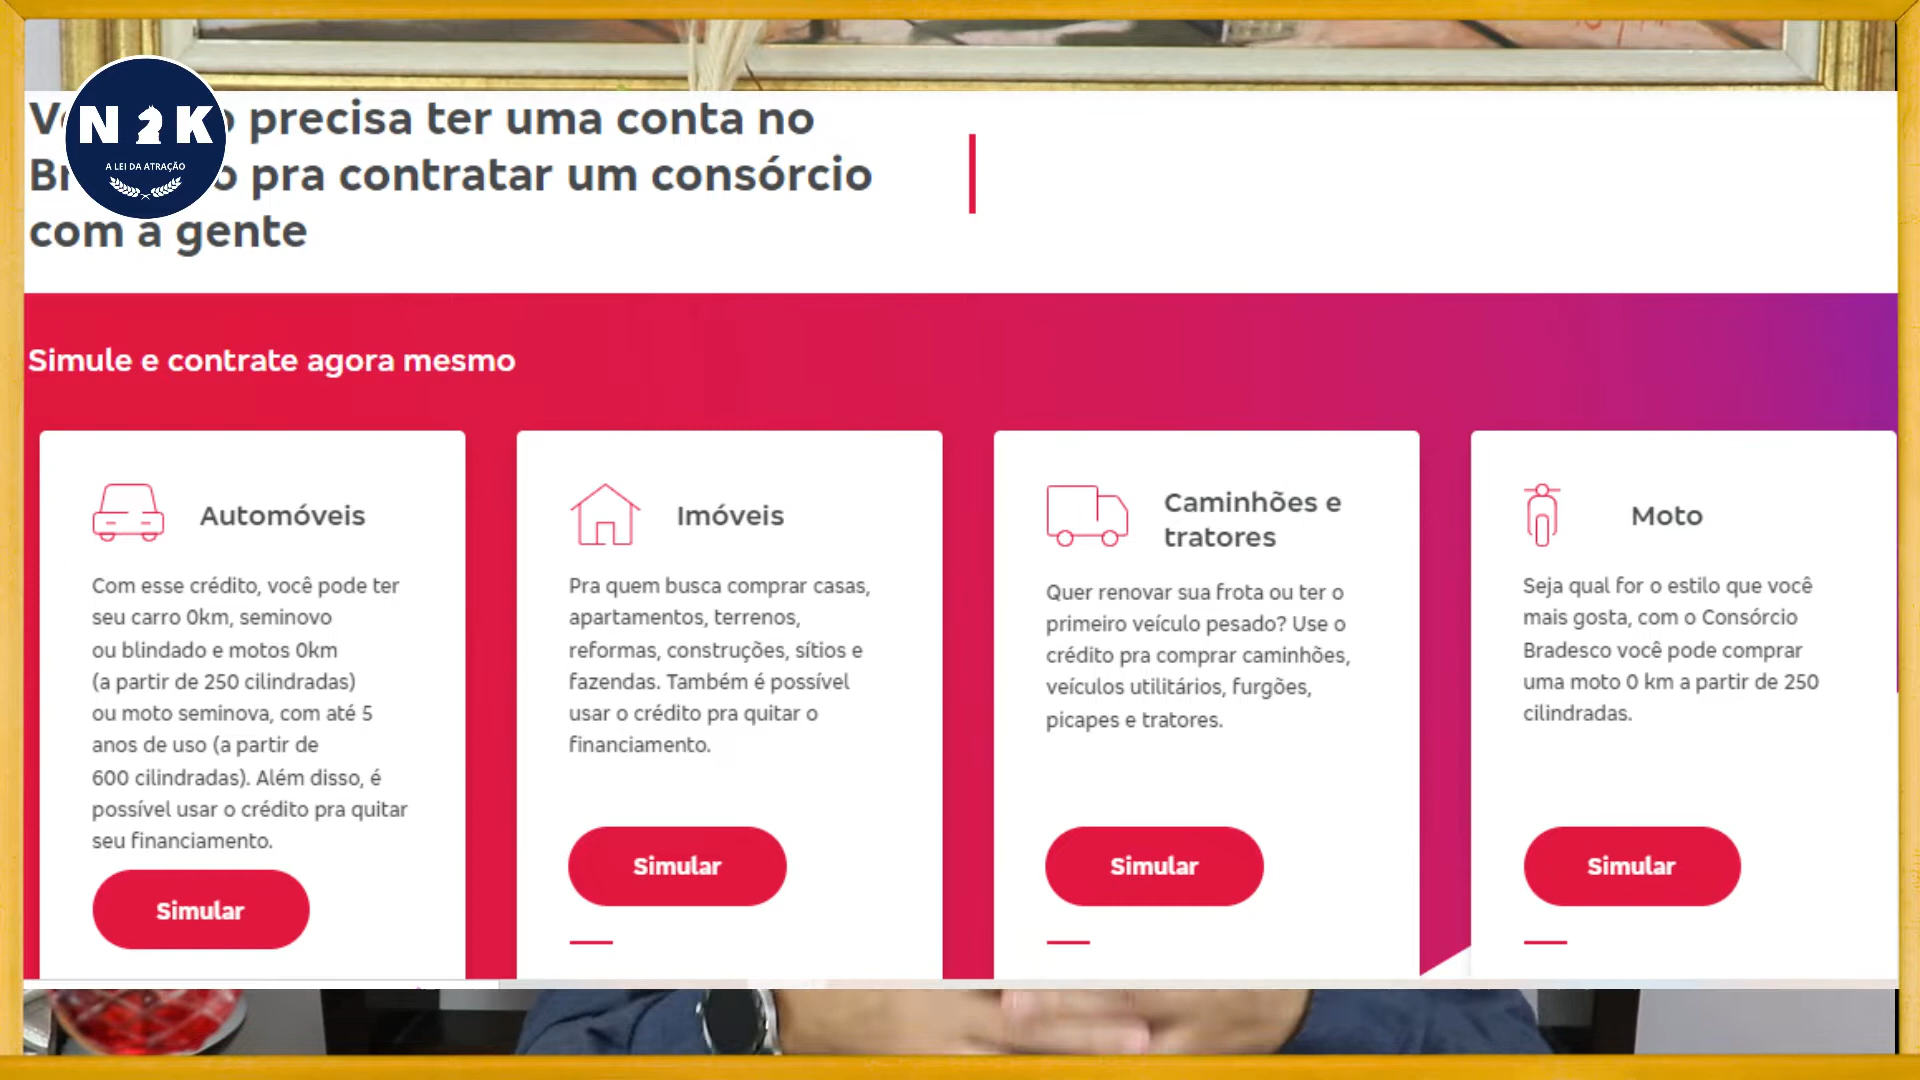 N K
A LEI DA ATRAÇÃO
precisa ter uma conta no
pra contratar um consórcio
com a gente
Simule e contrate agora mesmo
Automóveis
Com esse crédito, você pode ter
seu carro 0km, seminovo
ou blindado e motos 0km
(a partir de 250 cilindradas)
ou moto seminova, com até 5
anos de uso (a partir de
600 cilindradas). Além disso, é
possível usar o crédito pra quitar
seu financiamento.
Simular
Imóveis
Pra quem busca comprar casas,
apartamentos, terrenos,
reformas, construções, sítios e
fazendas. Também é possível
usar o crédito pra quitar o
financiamento.
Simular
Caminhões e
tratores
Quer renovar sua frota ou ter o
primeiro veículo pesado? Use o
crédito pra comprar caminhões,
veículos utilitários, furgões,
picapes e tratores.
Simular
Moto
Seja qual for o estilo que você
mais gosta, com o Consórcio
Bradesco você pode comprar
uma moto 0 km a partir de 250
cilindradas.
Simular